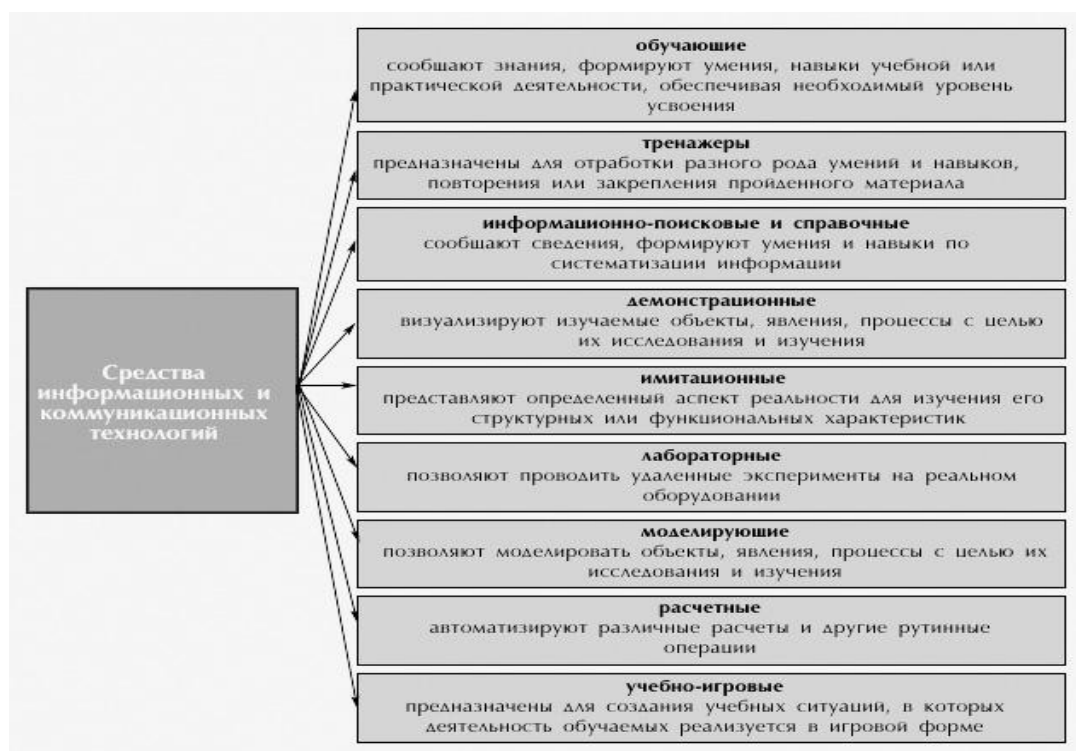 обучающие
сообщают знания, формируют умения, навыки учебной или
практической деятельности, обеспечивая необходимый уровень
усвоения
тренажеры
предназначены для отработки разного рода умений и навыков,
повторения или закрепления пройденного материала
информационно-поисковые и справочные
сообщают сведения, формируют умения и навыки по
систематизации информации
демонстрационные
визуализируют изучаемые объекты, явления, процессы с целью
их исследования и изучения
Средства
информационных и
коммуникационных
технологий
имитационные
представляют определенный аспект реальности для изучения его
структурных или функциональных характеристик
лабораторные
позволяют проводить удаленные эксперименты на реальном
оборудовании
моделирующие
позволяют моделировать объекты, явления, процессы с целью их
исследования и изучения
расчетные
автоматизируют различные расчеты и другие рутинные
операции
учебно-игровые
предназначены для создания учебных ситуаций, в которых
деятельность обучаемых реализуется в игровой форме